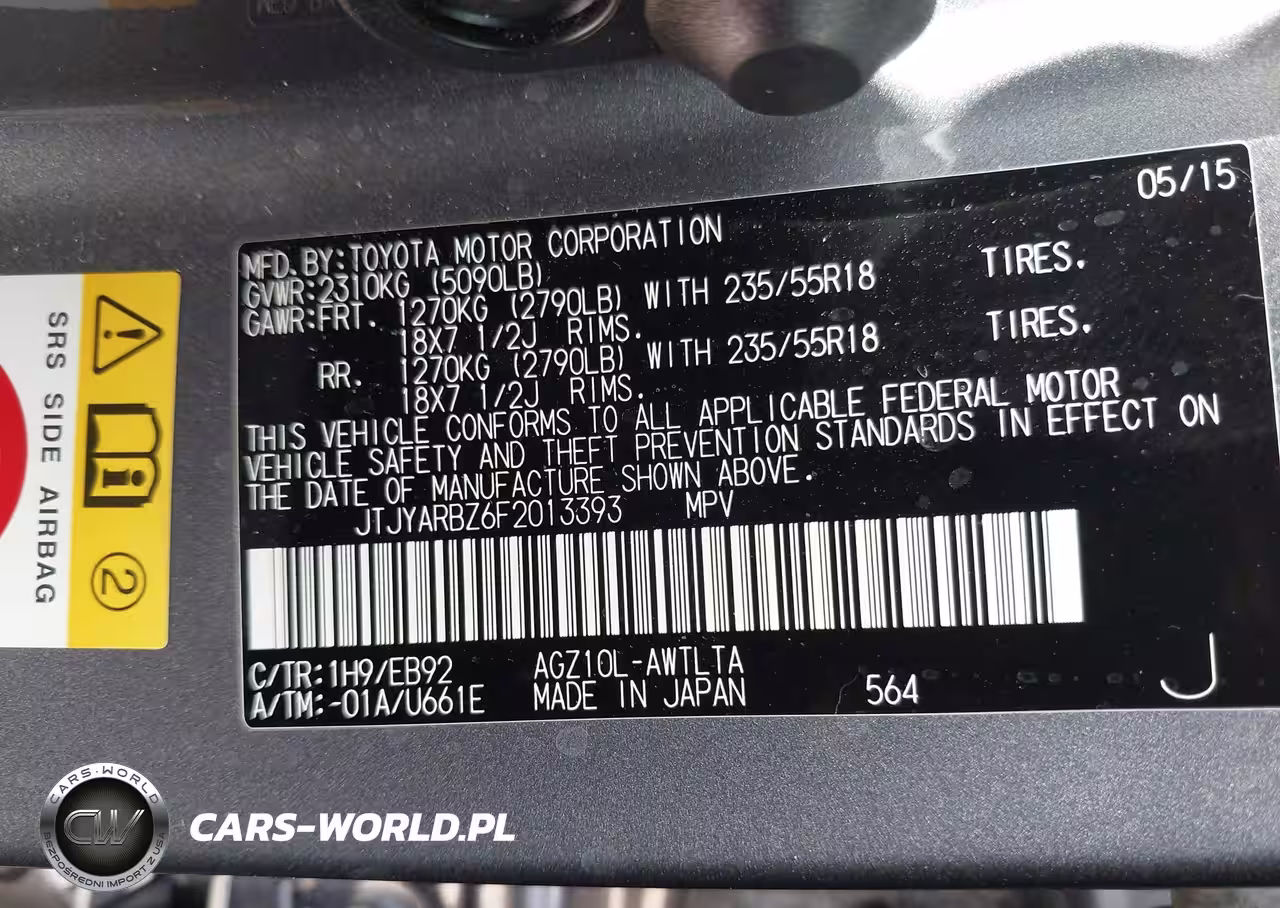 05/15
MFD. BY:TOYOTA MOTOR CORPORATION
GVWR:2310KG (5090LB)
GAWR:FRT. 1270KG (2790LB) WITH 235/55R18 TIRES.
18X7 1/2J RIMS.
RR. 1270KG (2790LB) WITH 235/55R18 TIRES.
18X7 1/2J RIMS.
THIS VEHICLE CONFORMS TO ALL APPLICABLE FEDERAL MOTOR
VEHICLE SAFETY AND THEFT PREVENTION STANDARDS IN EFFECT ON
THE DATE OF MANUFACTURE SHOWN ABOVE.
JTJYARBZ6F2013393 MPV
C/TR:1H9/EB92 AGZ10L-AWTLTA
A/TM:-01A/U661E MADE IN JAPAN 564 J
SRS SIDE AIRBAG
2
CARS-WORLD
CW
BEZPOŚREDNI IMPORT Z USA
CARS-WORLD.PL